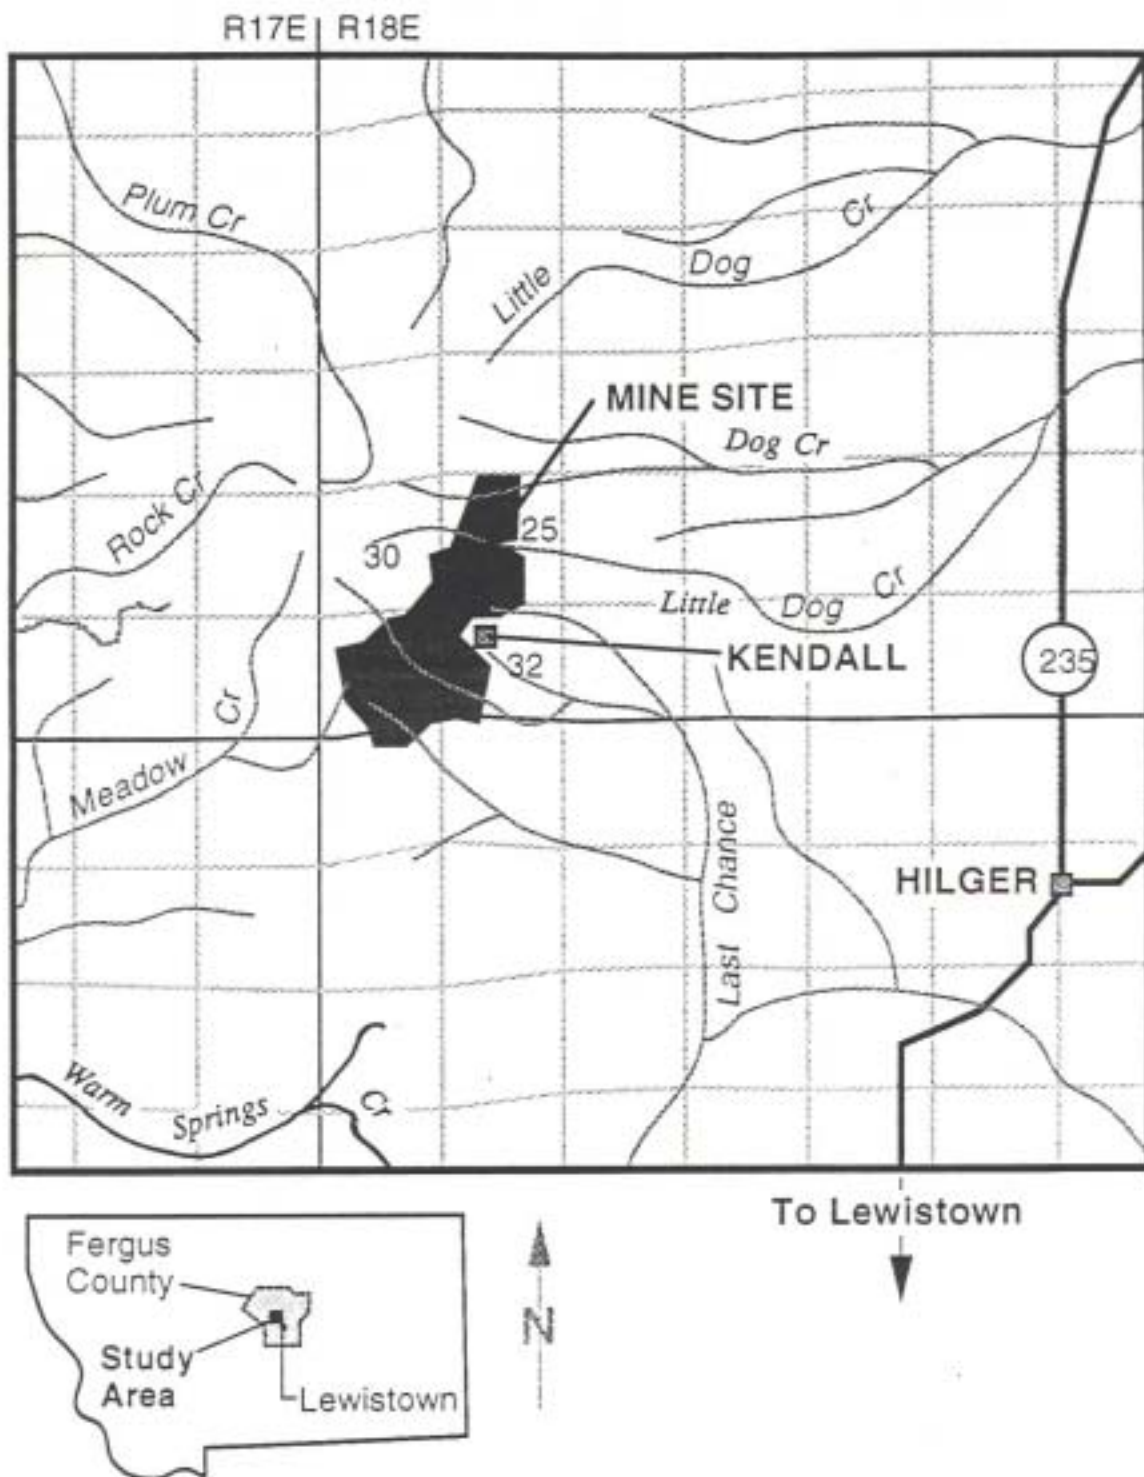 R17E R18E
Plum Cr
Little Dog Cr
MINE SITE
Dog Cr
Rock Cr
25
30
Little Dog Cr
KENDALL
32
235
Meadow Cr
Last Chance
HILGER
Warm Springs Cr
To Lewistown
Fergus
County
Study
Area
Lewistown
N